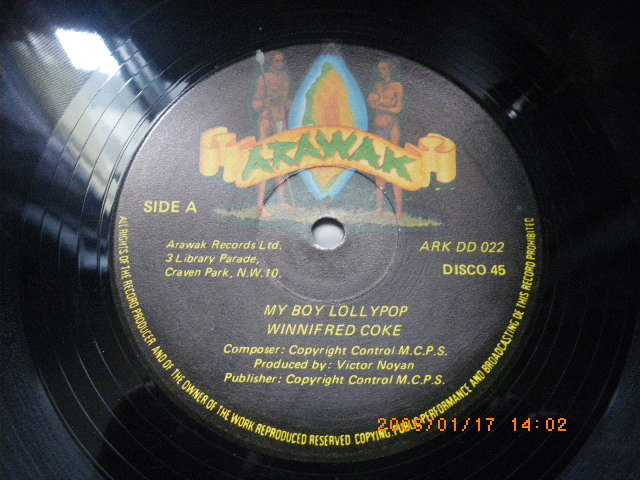 ARAWAK
SIDE A
Arawak Records Ltd.
3 Library Parade,
Craven Park, N.W.10.
ARK DD 022
DISCO 45
MY BOY LOLLYPOP
WINNIFRED COKE
Composer: Copyright Control M.C.P.S.
Produced by: Victor Noyan
Publisher: Copyright Control M.C.P.S.
ALL RIGHTS OF THE RECORD PRODUCER AND OF THE OWNER OF THE WORK REPRODUCED RESERVED. COPYING, PUBLIC PERFORMANCE AND BROADCASTING OF THIS RECORD PROHIBITED
/01/17 14:02